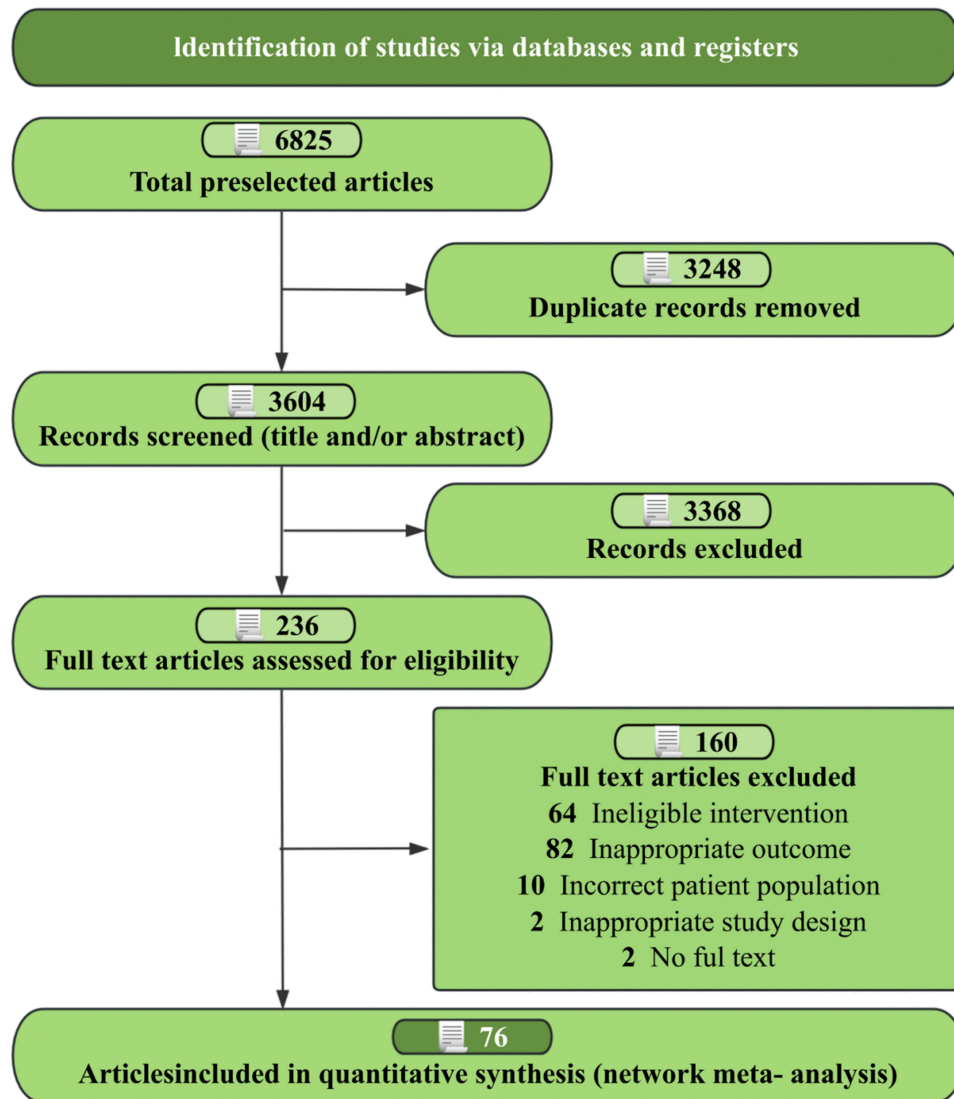 Identification of studies via databases and registers
6825
Total preselected articles
3248
Duplicate records removed
3604
Records screened (title and/or abstract)
3368
Records excluded
236
Full text articles assessed for eligibility
160
Full text articles excluded
64 Ineligible intervention
82 Inappropriate outcome
10 Incorrect patient population
2 Inappropriate study design
2 No ful text
76
Articlesincluded in quantitative synthesis (network meta- analysis)